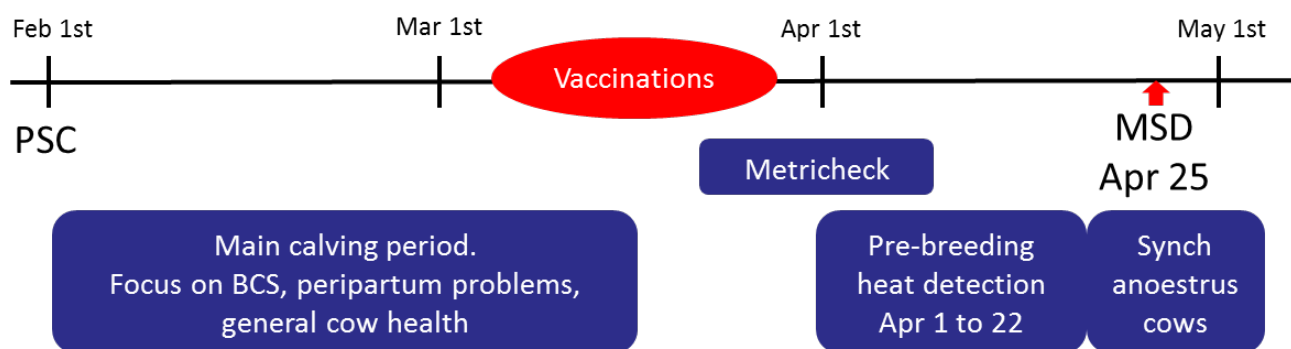 Feb 1st
Mar 1st
Apr 1st
May 1st
Vaccinations
PSC
MSD
Apr 25
Metricheck
Main calving period.
Focus on BCS, peripartum problems,
general cow health
Pre-breeding
heat detection
Apr 1 to 22
Synch
anoestrus
cows